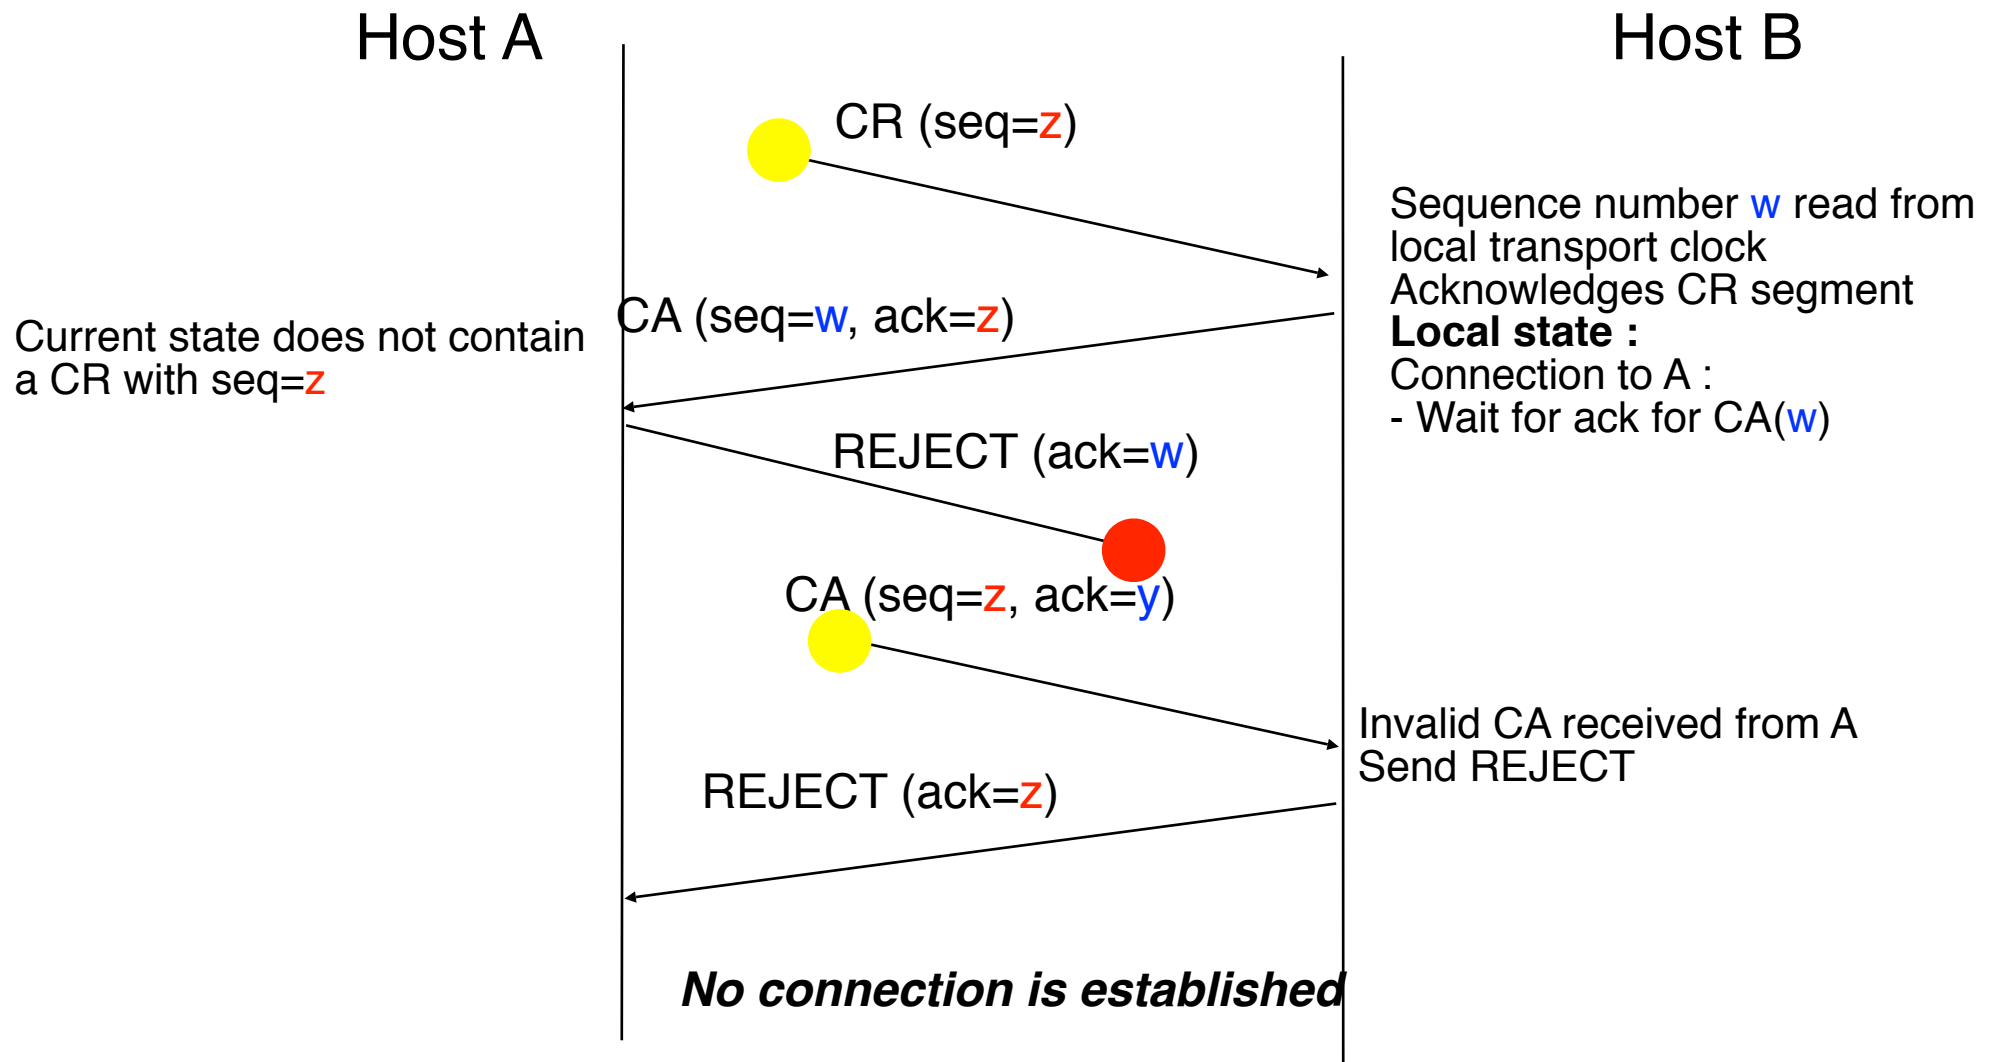 Host A
Host B
CR (seq=z)
Sequence number w read from
local transport clock
Acknowledges CR segment
Local state :
Connection to A :
- Wait for ack for CA(w)
CA (seq=w, ack=z)
Current state does not contain
a CR with seq=z
REJECT (ack=w)
CA (seq=z, ack=y)
Invalid CA received from A
Send REJECT
REJECT (ack=z)
No connection is established